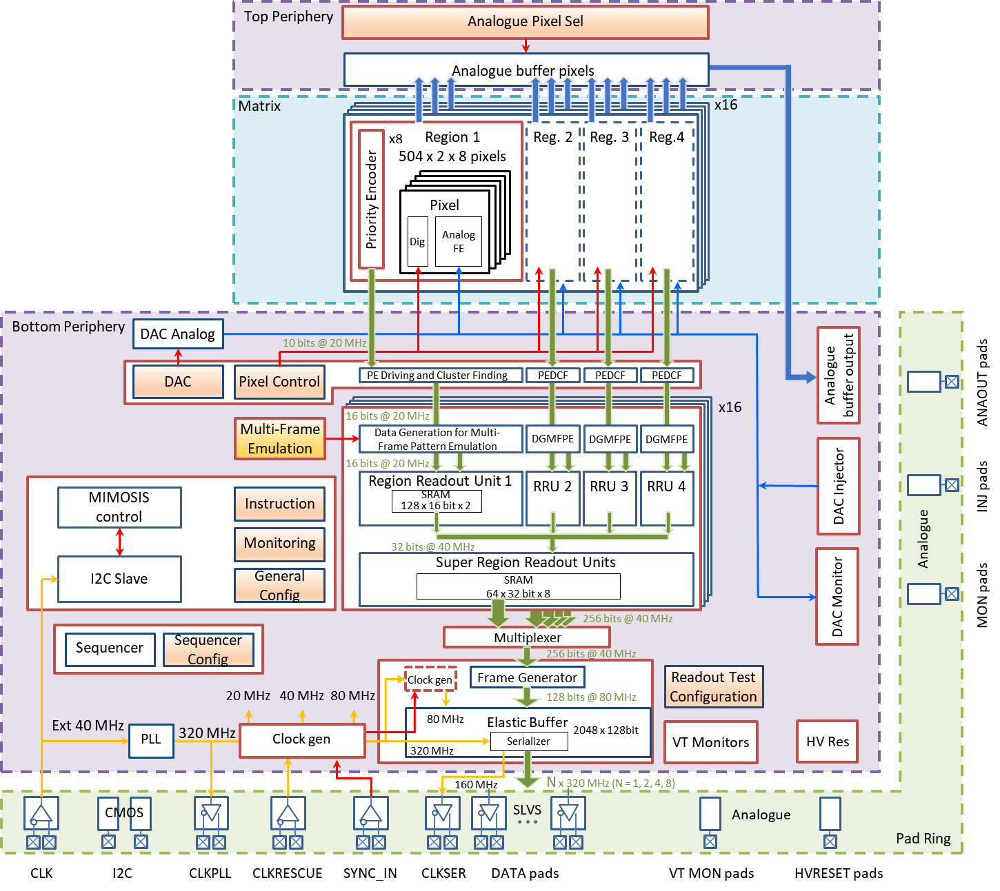 Top Periphery
Analogue Pixel Sel
Analogue buffer pixels
Matrix
x16
Priority Encoder
x8
Region 1
504 x 2 x 8 pixels
Pixel
Dig
Analog
FE
Reg. 2
Reg. 3
Reg.4
Bottom Periphery
DAC Analog
10 bits @ 20 MHz
DAC
Pixel Control
PE Driving and Cluster Finding
PEDCF
PEDCF
PEDCF
x16
16 bits @ 20 MHz
Multi-Frame
Emulation
Data Generation for Multi-
Frame Pattern Emulation
DGMFPE
DGMFPE
DGMFPE
16 bits @ 20 MHz
Region Readout Unit 1
SRAM
128 x 16 bit x 2
RRU 2
RRU 3
RRU 4
32 bits @ 40 MHz
Super Region Readout Units
SRAM
64 x 32 bit x 8
256 bits @ 40 MHz
Multiplexer
256 bits @ 40 MHz
MIMOSIS
control
I2C Slave
Instruction
Monitoring
General
Config
Sequencer
Sequencer
Config
Clock gen
Frame Generator
128 bits @ 80 MHz
80 MHz
Elastic Buffer
2048 x 128bit
Serializer
320 MHz
Readout Test
Configuration
20 MHz
40 MHz
80 MHz
Ext 40 MHz
PLL
320 MHz
Clock gen
VT Monitors
HV Res
160 MHz
N x 320 MHz (N = 1, 2, 4, 8)
Analogue
buffer output
DAC Injector
DAC Monitor
Analogue
ANAOUT pads
INJ pads
MON pads
CMOS
SLVS
Analogue
Pad Ring
CLK
I2C
CLKPLL
CLKRESCUE
SYNC_IN
CLKSER
DATA pads
VT MON pads
HVRESET pads